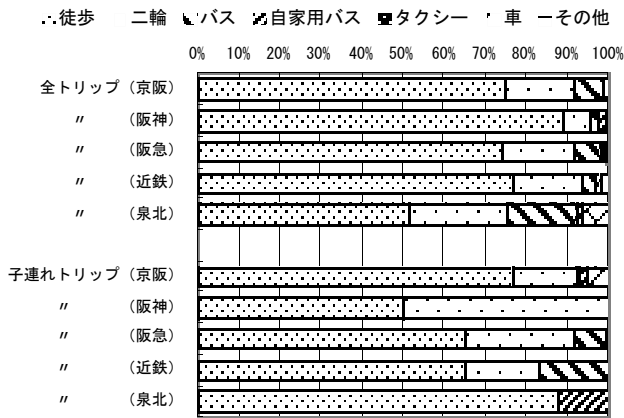 徒歩 二輪 バス 自家用バス タクシー 車 その他
0% 10% 20% 30% 40% 50% 60% 70% 80% 90% 100%
全トリップ（京阪）
〃 （阪神）
〃 （阪急）
〃 （近鉄）
〃 （泉北）
子連れトリップ（京阪）
〃 （阪神）
〃 （阪急）
〃 （近鉄）
〃 （泉北）